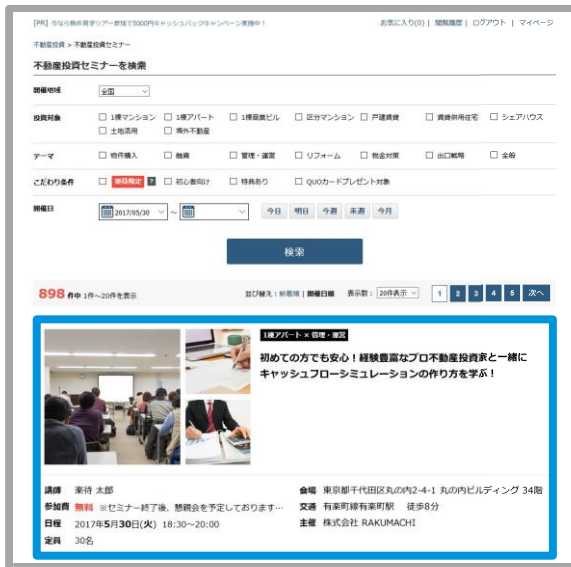 [PR] 今なら物件見学ツアー参加で5000円キャッシュバックキャンペーン実施中！
お気に入り(0) | 閲覧履歴 | ログアウト | マイページ
不動産投資 > 不動産投資セミナー
不動産投資セミナーを検索
開催地域 全国
投資対象 1棟マンション 1棟アパート 1棟商業ビル 区分マンション 戸建賃貸 賃貸併用住宅 シェアハウス
土地活用 海外不動産
テーマ 物件購入 融資 管理・運営 リフォーム 税金対策 出口戦略 全般
こだわり条件 楽待限定 ? 初心者向け 特典あり QUOカードプレゼント対象
開催日 2017/05/30 ～ 今日 明日 今週 来週 今月
検索
898 件中 1件～20件を表示 並び替え：新着順 | 開催日順 表示数： 20件表示 1 2 3 4 5 次へ
1棟アパート × 管理・運営
初めての方でも安心！経験豊富なプロ不動産投資家と一緒に
キャッシュフローシミュレーションの作り方を学ぶ！
講師 楽待 太郎
参加費 無料 ※セミナー終了後、懇親会を予定しております…
日程 2017年5月30日(火) 18:30～20:00
定員 30名
会場 東京都千代田区丸の内2-4-1 丸の内ビルディング 34階
交通 有楽町線有楽町駅 徒歩8分
主催 株式会社 RAKUMACHI